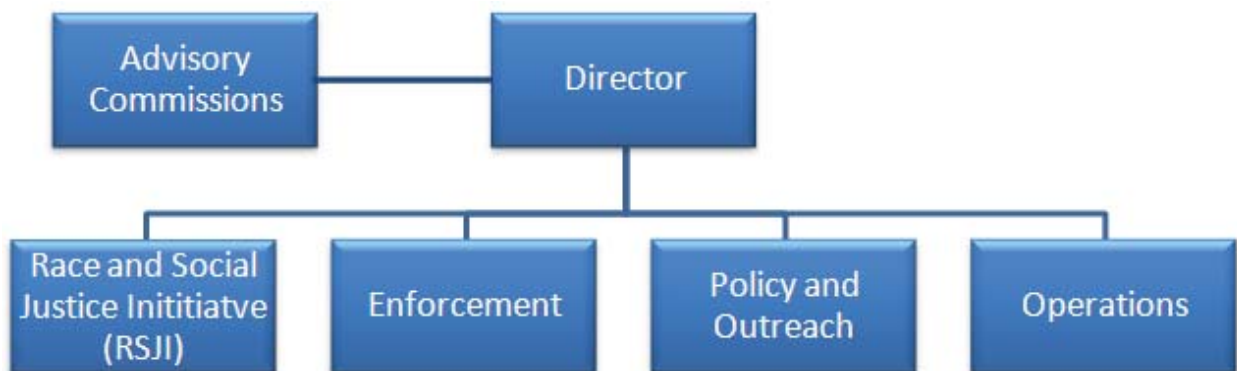 Advisory
Commissions
Director
Race and Social
Justice Inititiatve
(RSJI)
Enforcement
Policy and
Outreach
Operations